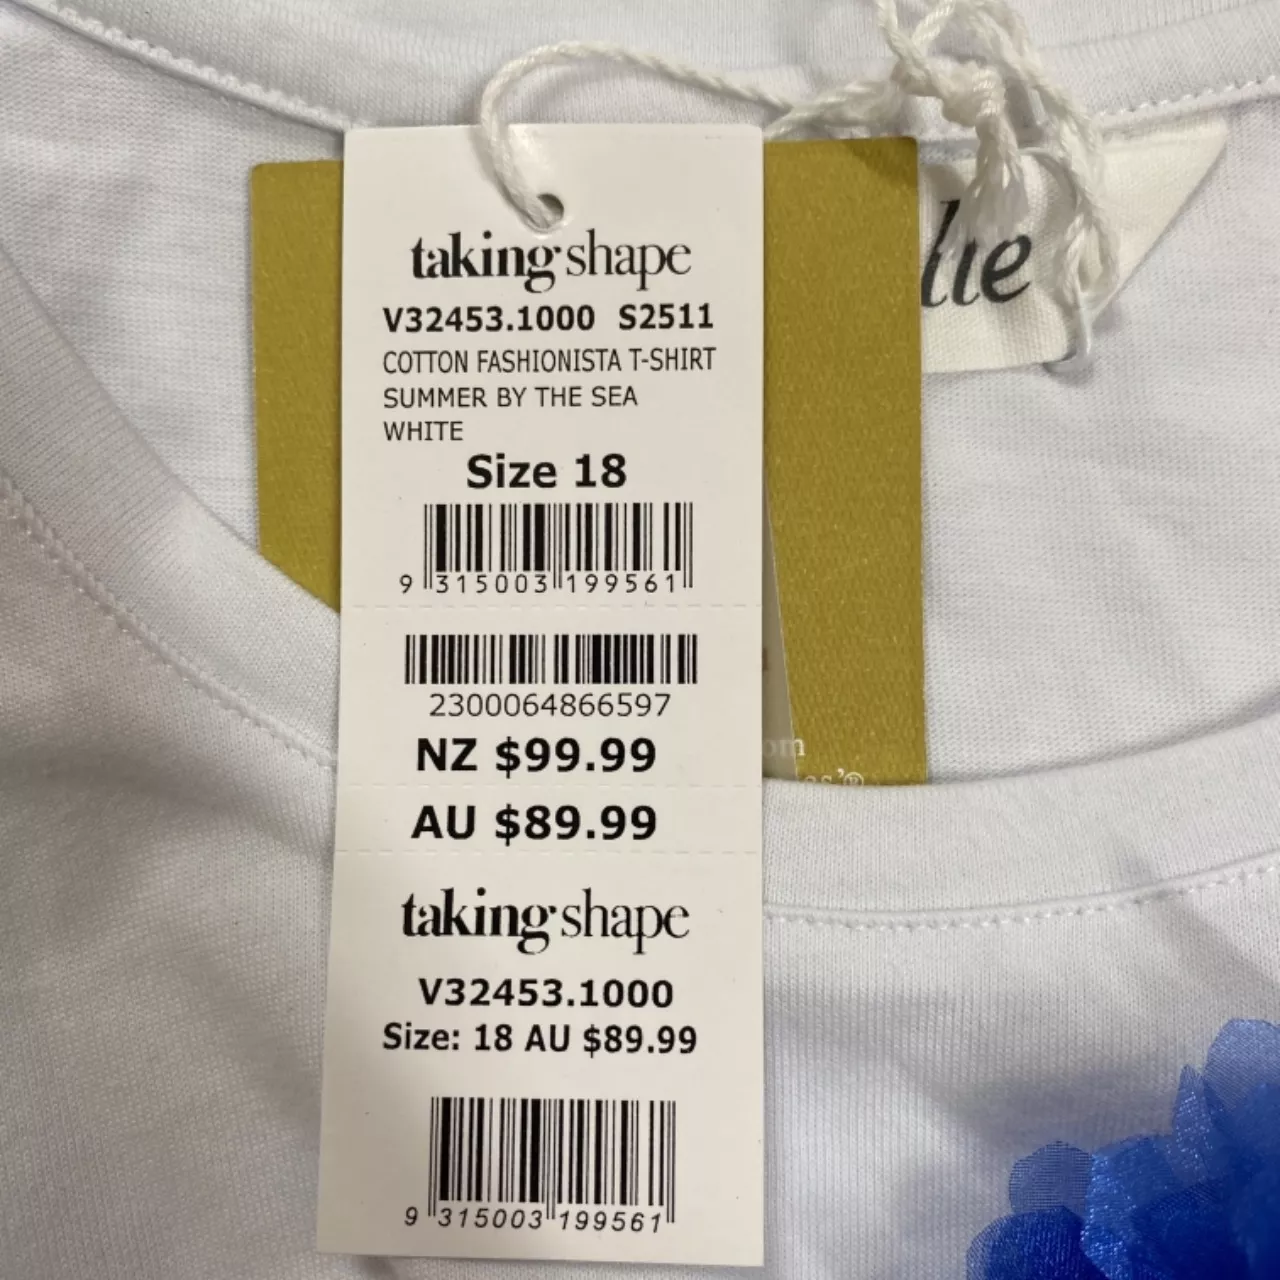 taking shape
V32453.1000 S2511
COTTON FASHIONISTA T-SHIRT
SUMMER BY THE SEA
WHITE
Size 18
9 315003 199561
2300064866597
NZ $99.99
AU $89.99
taking shape
V32453.1000
Size: 18 AU $89.99
9 315003 199561